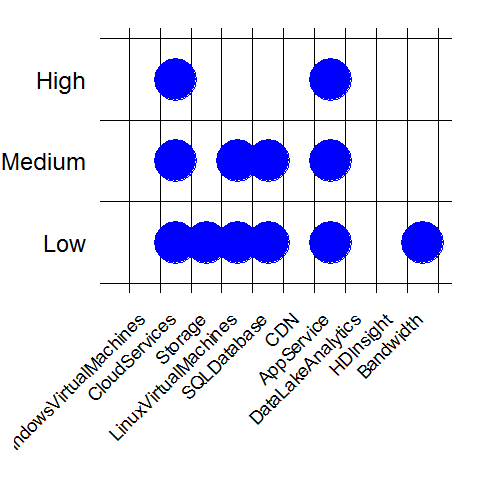 High
Medium
Low
ndowsVirtualMachines
CloudServices
Storage
LinuxVirtualMachines
SQLDatabase
CDN
AppService
DataLakeAnalytics
HDInsight
Bandwidth